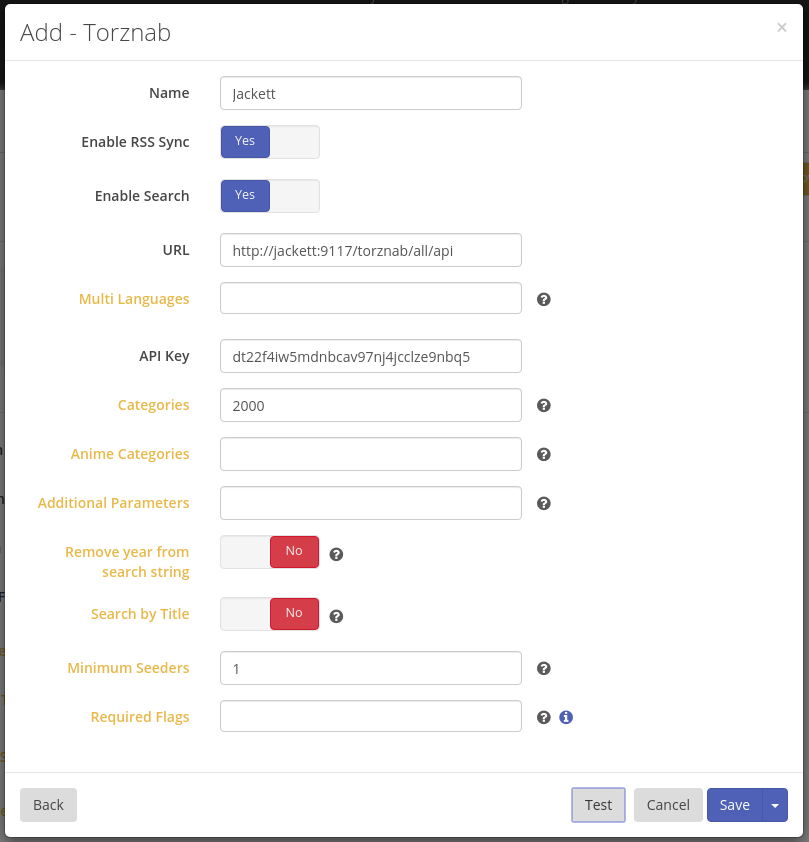 Add - Torznab
×
Name
Jackett
Enable RSS Sync
Yes
Enable Search
Yes
URL
http://jackett:9117/torznab/all/api
Multi Languages
API Key
dt22f4iw5mdnbcav97nj4jcclze9nbq5
Categories
2000
Anime Categories
Additional Parameters
Remove year from
search string
No
Search by Title
No
Minimum Seeders
1
Required Flags
Back
Test
Cancel
Save